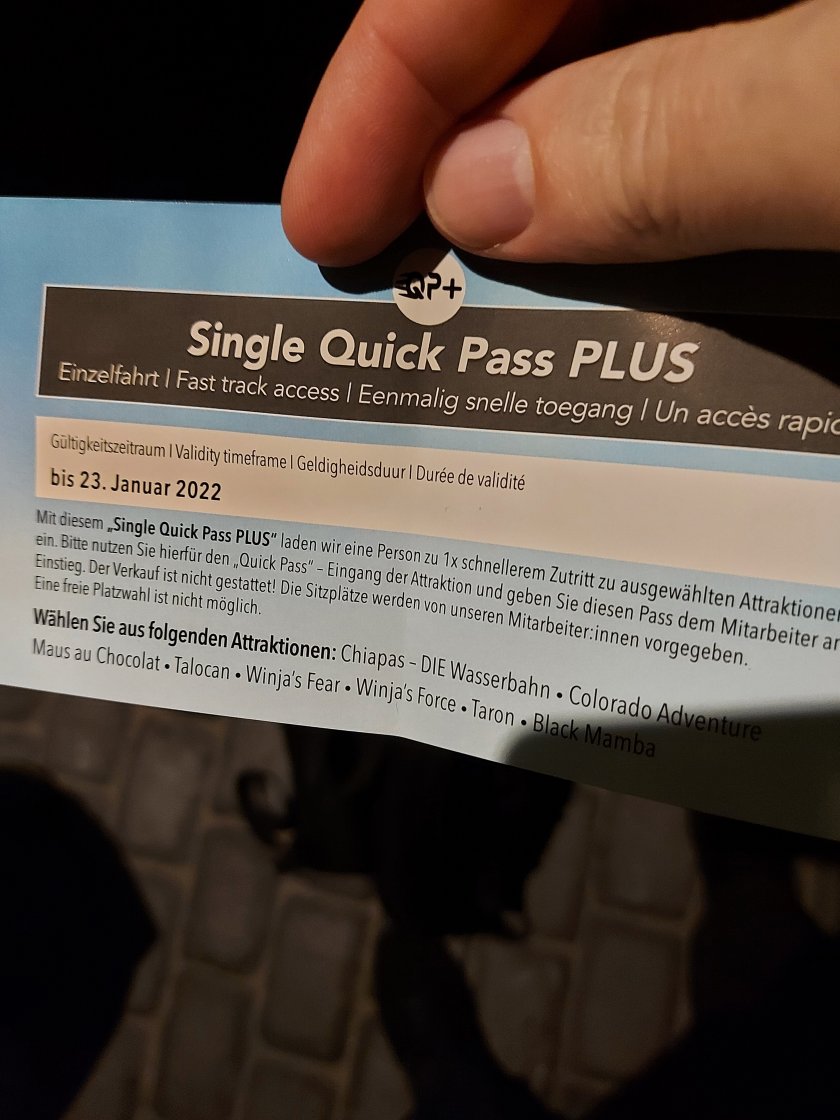 QP+
Single Quick Pass PLUS
Einzelfahrt | Fast track access | Eenmalig snelle toegang | Un accès rapid
Gültigkeitszeitraum | Validity timeframe | Geldigheidsduur | Durée de validité
bis 23. Januar 2022
Mit diesem „Single Quick Pass PLUS“ laden wir eine Person zu 1x schnellerem Zutritt zu ausgewählten Attraktionen
ein. Bitte nutzen Sie hierfür den „Quick Pass“ – Eingang der Attraktion und geben Sie diesen Pass dem Mitarbeiter am
Einstieg. Der Verkauf ist nicht gestattet! Die Sitzplätze werden von unseren Mitarbeiter:innen vorgegeben.
Eine freie Platzwahl ist nicht möglich.
Wählen Sie aus folgenden Attraktionen: Chiapas – DIE Wasserbahn • Colorado Adventure
Maus au Chocolat • Talocan • Winja's Fear • Winja's Force • Taron • Black Mamba